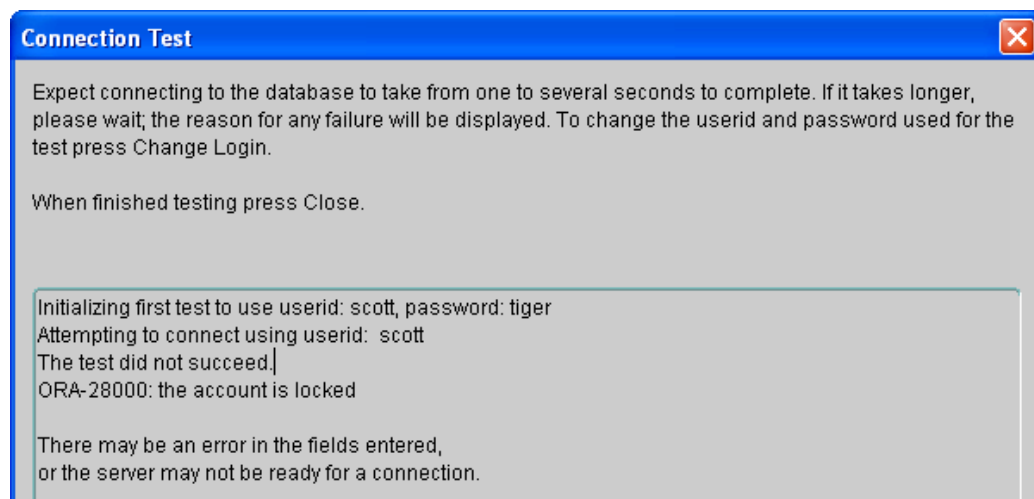 Connection Test
Expect connecting to the database to take from one to several seconds to complete. If it takes longer,
please wait; the reason for any failure will be displayed. To change the userid and password used for the
test press Change Login.
When finished testing press Close.
Initializing first test to use userid: scott, password: tiger
Attempting to connect using userid:  scott
The test did not succeed.
ORA-28000: the account is locked
There may be an error in the fields entered,
or the server may not be ready for a connection.